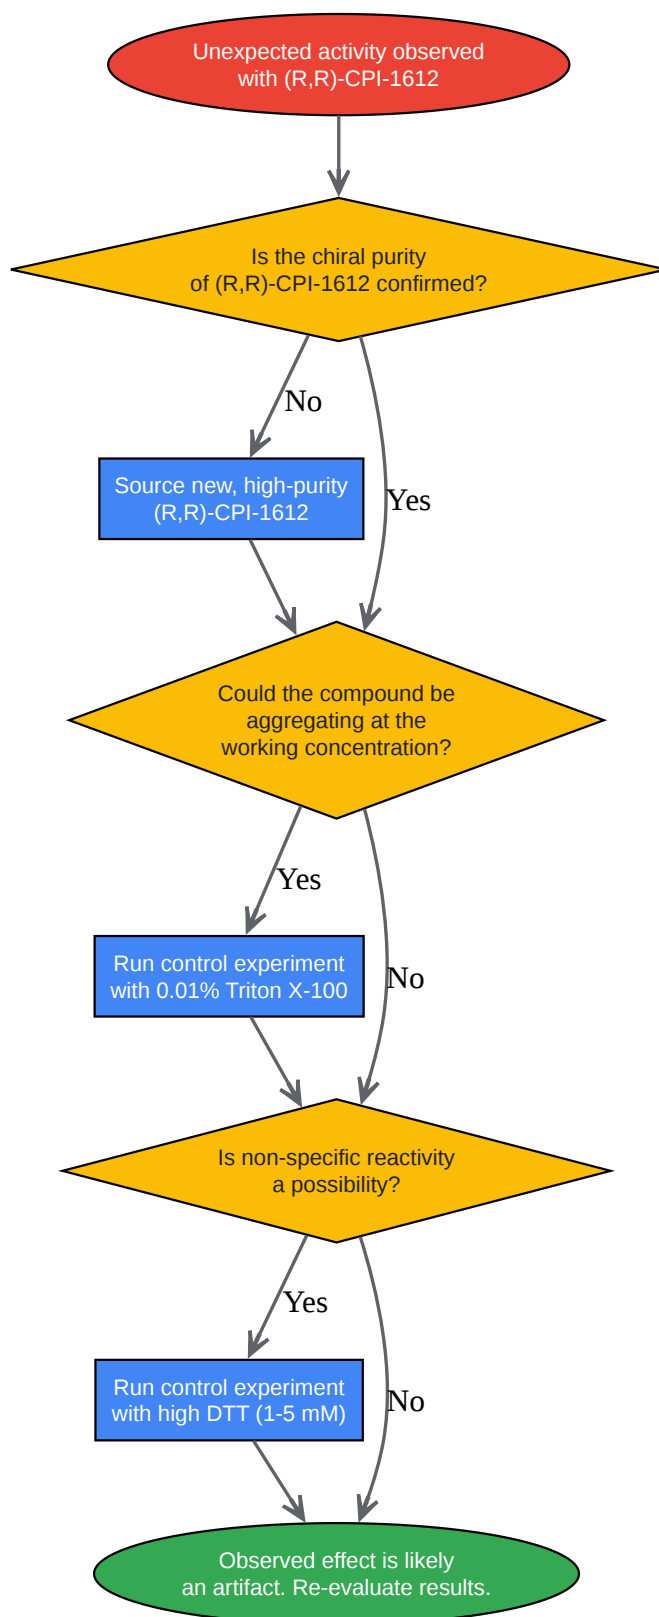 Unexpected activity observed
with (R,R)-CPI-1612
Is the chiral purity
of (R,R)-CPI-1612 confirmed?
No
Source new, high-purity
(R,R)-CPI-1612
Yes
Could the compound be
aggregating at the
working concentration?
Yes
Run control experiment
with 0.01% Triton X-100
No
Is non-specific reactivity
a possibility?
Yes
Run control experiment
with high DTT (1-5 mM)
No
Observed effect is likely
an artifact. Re-evaluate results.